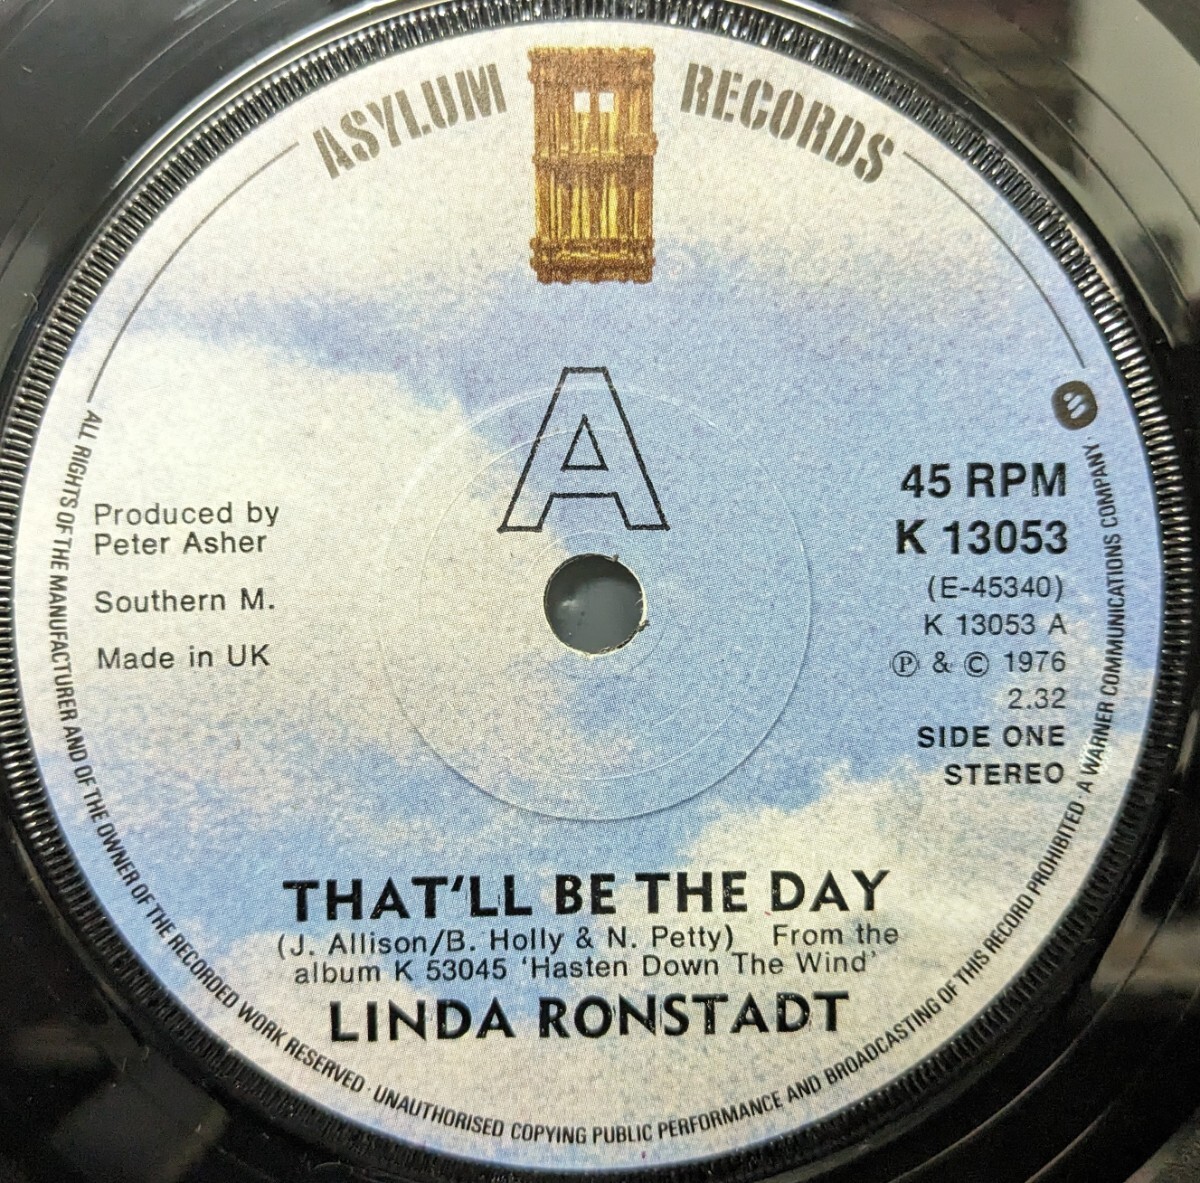 ASYLUM RECORDS
A
Produced by
Peter Asher
Southern M.
Made in UK
45 RPM
K 13053
(E-45340)
K 13053 A
℗ & © 1976
2.32
SIDE ONE
STEREO
THAT'LL BE THE DAY
(J. Allison/B. Holly & N. Petty) From the
album K 53045 'Hasten Down The Wind'
LINDA RONSTADT
ALL RIGHTS OF THE MANUFACTURER AND OF THE OWNER OF THE RECORDED WORK RESERVED · UNAUTHORISED COPYING PUBLIC PERFORMANCE AND BROADCASTING OF THIS RECORD PROHIBITED · A WARNER COMMUNICATIONS COMPANY ·